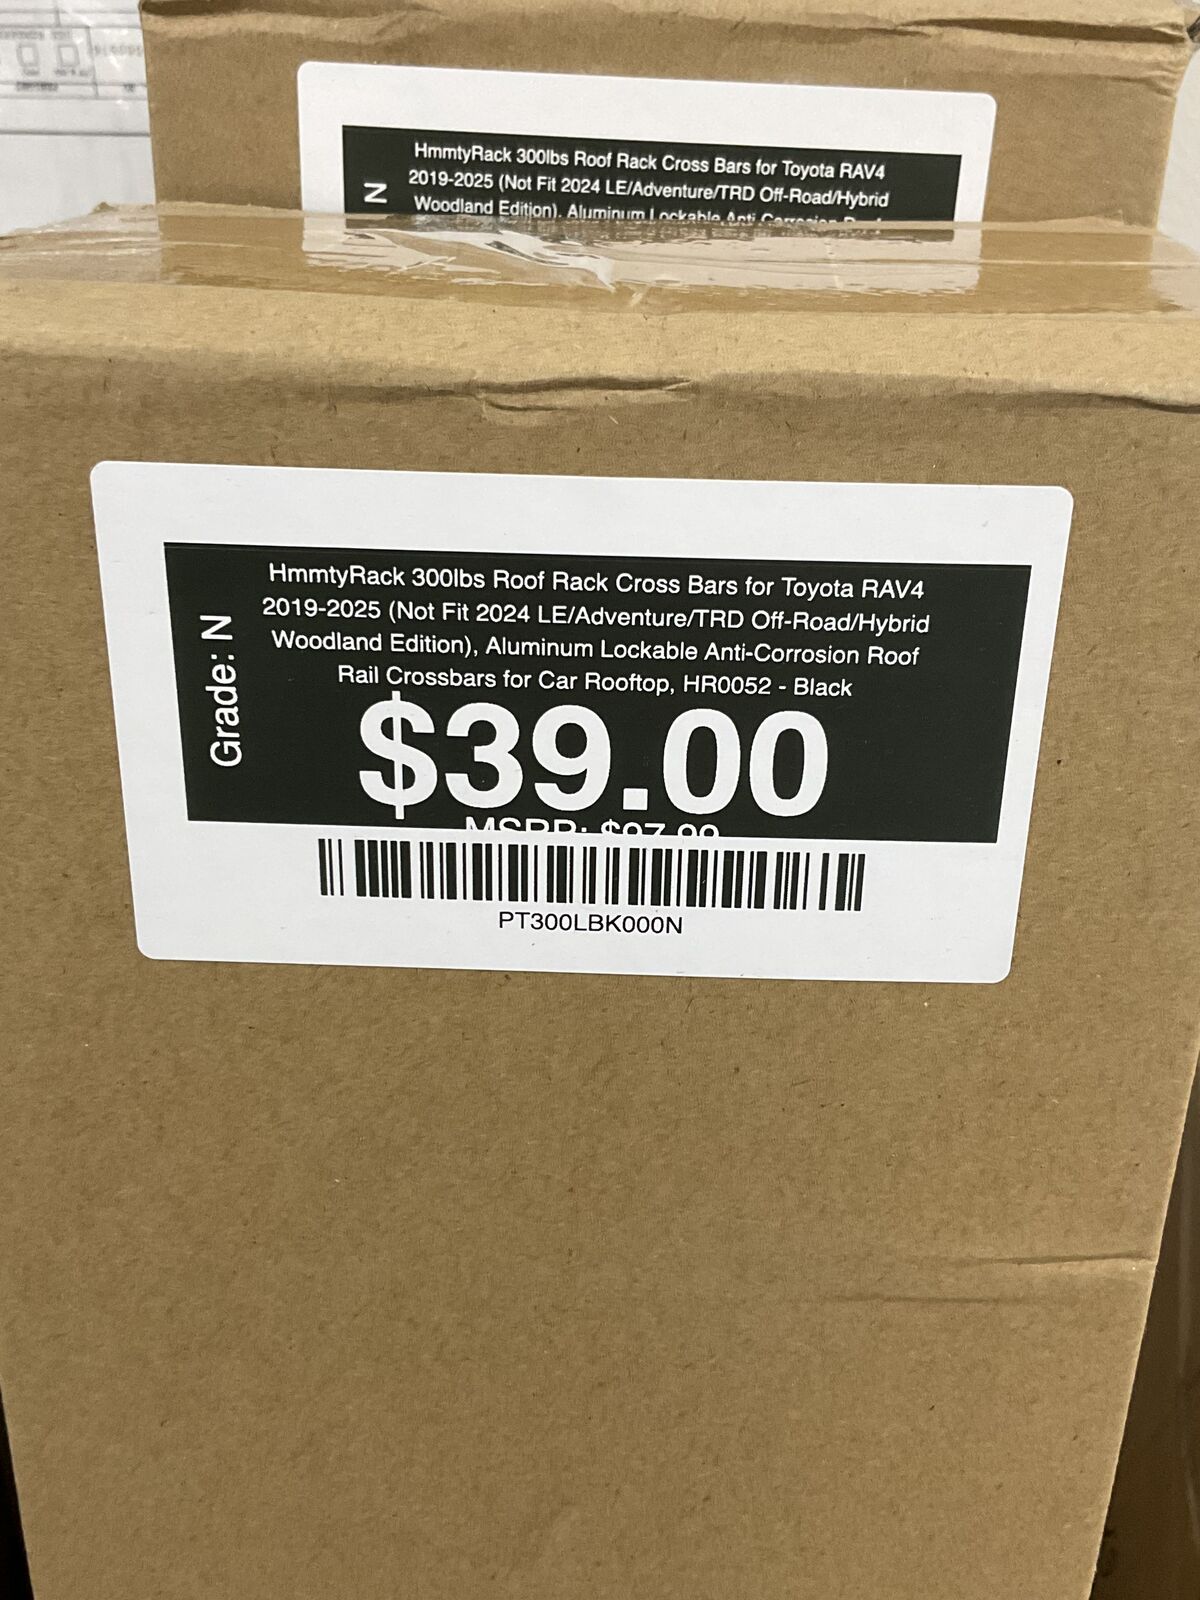 HmmtyRack 300lbs Roof Rack Cross Bars for Toyota RAV4
2019-2025 (Not Fit 2024 LE/Adventure/TRD Off-Road/Hybrid
Woodland Edition), Aluminum Lockable Anti-Corrosion
N
HmmtyRack 300lbs Roof Rack Cross Bars for Toyota RAV4
2019-2025 (Not Fit 2024 LE/Adventure/TRD Off-Road/Hybrid
Woodland Edition), Aluminum Lockable Anti-Corrosion Roof
Rail Crossbars for Car Rooftop, HR0052 - Black
Grade: N
$39.00
MSRP: $97.99
PT300LBK000N